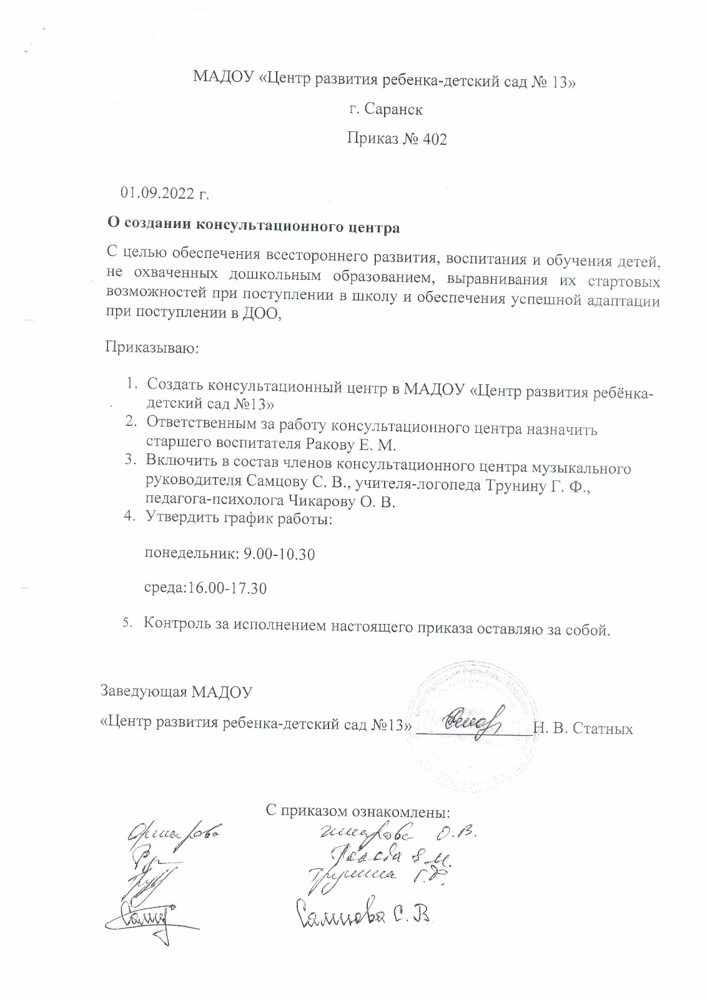 МАДОУ «Центр развития ребенка-детский сад № 13»
г. Саранск
Приказ № 402
01.09.2022 г.
О создании консультационного центра
С целью обеспечения всестороннего развития, воспитания и обучения детей,
не охваченных дошкольным образованием, выравнивания их стартовых
возможностей при поступлении в школу и обеспечения успешной адаптации
при поступлении в ДОО,
Приказываю:
1. Создать консультационный центр в МАДОУ «Центр развития ребёнка-
детский сад №13»
2. Ответственным за работу консультационного центра назначить
старшего воспитателя Ракову Е. М.
3. Включить в состав членов консультационного центра музыкального
руководителя Самцову С. В., учителя-логопеда Трунину Г. Ф.,
педагога-психолога Чикарову О. В.
4. Утвердить график работы:
понедельник: 9.00-10.30
среда:16.00-17.30
5. Контроль за исполнением настоящего приказа оставляю за собой.
Заведующая МАДОУ
«Центр развития ребенка-детский сад №13» ______________Н. В. Статных
С приказом ознакомлены:
Чикарова О.В.
Ракова Е.М.
Трунина Г.Ф.
Самцова С. В